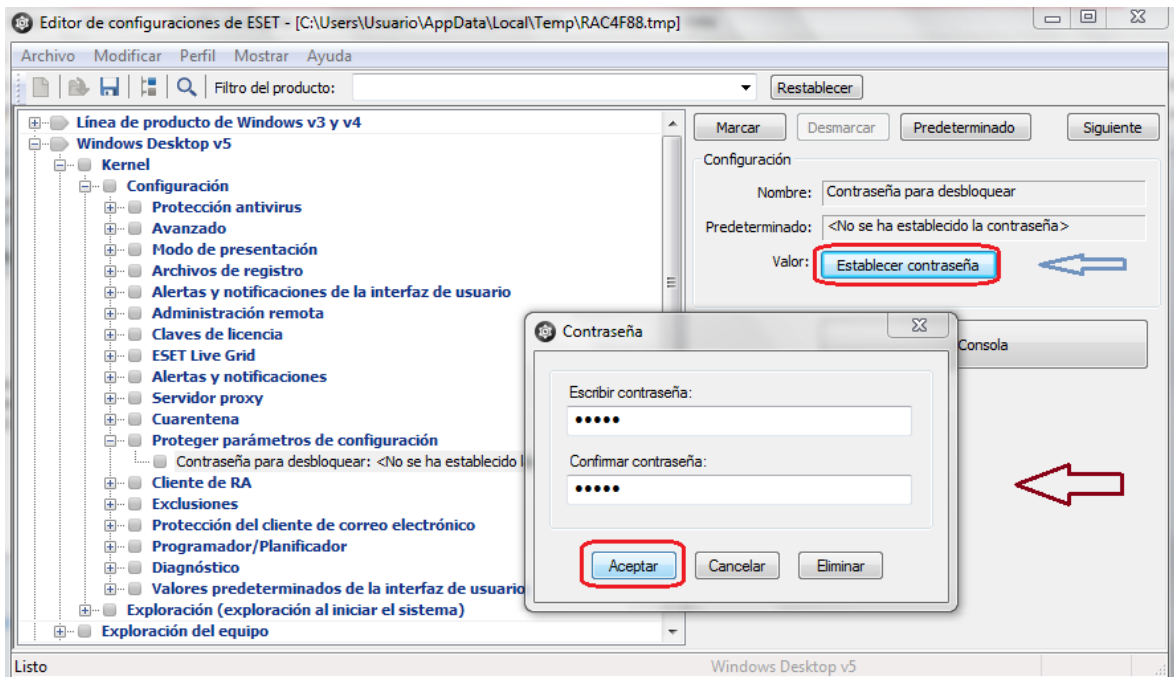 Editor de configuraciones de ESET - [C:\Users\Usuario\AppData\Local\Temp\RAC4F88.tmp]
Archivo Modificar Perfil Mostrar Ayuda
Filtro del producto: Restablecer
Línea de producto de Windows v3 y v4
Windows Desktop v5
Kernel
Configuración
Protección antivirus
Avanzado
Modo de presentación
Archivos de registro
Alertas y notificaciones de la interfaz de usuario
Administración remota
Claves de licencia
ESET Live Grid
Alertas y notificaciones
Servidor proxy
Cuarentena
Proteger parámetros de configuración
Contraseña para desbloquear: <No se ha establecido l
Cliente de RA
Exclusiones
Protección del cliente de correo electrónico
Programador/Planificador
Diagnóstico
Valores predeterminados de la interfaz de usuario
Exploración (exploración al iniciar el sistema)
Exploración del equipo
Marcar Desmarcar Predeterminado Siguiente
Configuración
Nombre: Contraseña para desbloquear
Predeterminado: <No se ha establecido la contraseña>
Valor: Establecer contraseña
Consola
Contraseña
Escribir contraseña:
•••••
Confirmar contraseña:
•••••
Aceptar Cancelar Eliminar
Listo Windows Desktop v5